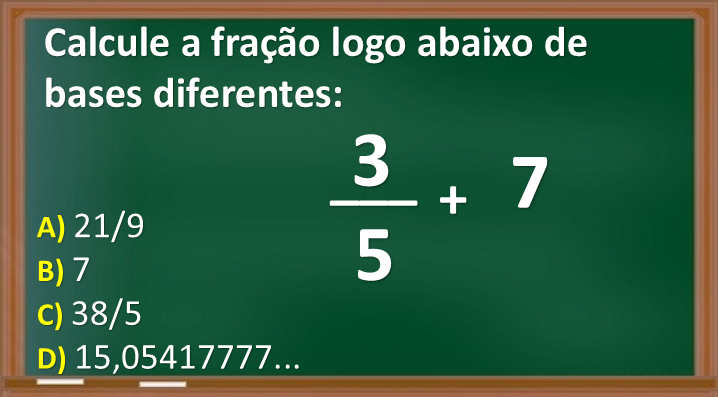 Calcule a fração logo abaixo de
bases diferentes:
3
5
+ 7
A) 21/9
B) 7
C) 38/5
D) 15,05417777...